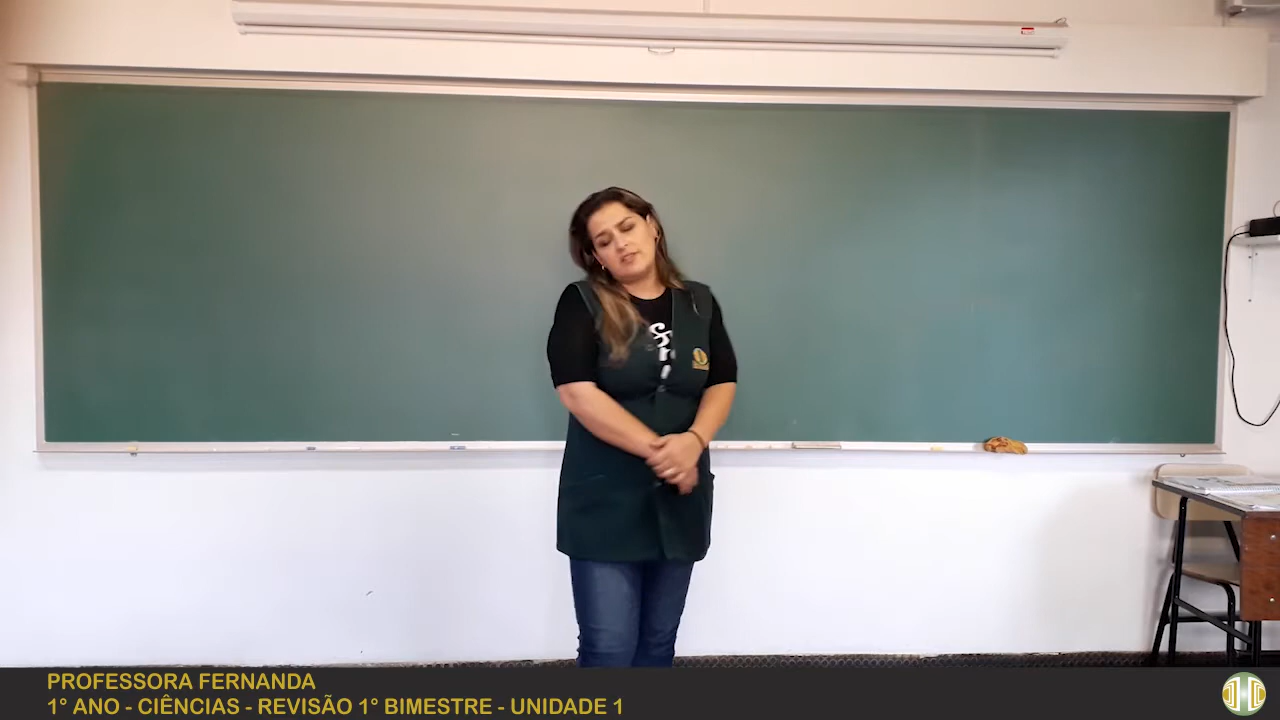 PROFESSORA FERNANDA
1° ANO - CIÊNCIAS - REVISÃO 1° BIMESTRE - UNIDADE 1